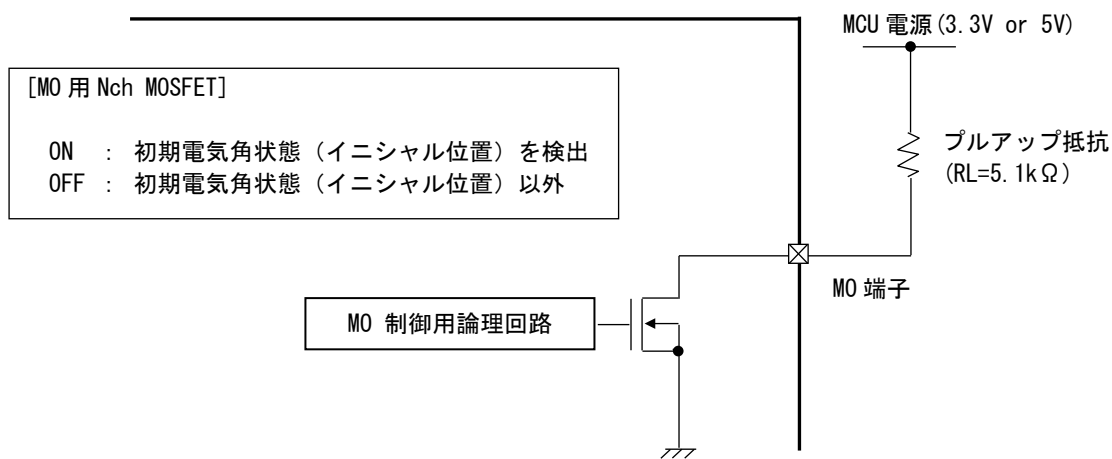 MCU 電源(3.3V or 5V)
[MO 用 Nch MOSFET]
ON : 初期電気角状態（イニシャル位置）を検出
OFF : 初期電気角状態（イニシャル位置）以外
プルアップ抵抗
(RL=5.1kΩ)
MO 端子
MO 制御用論理回路